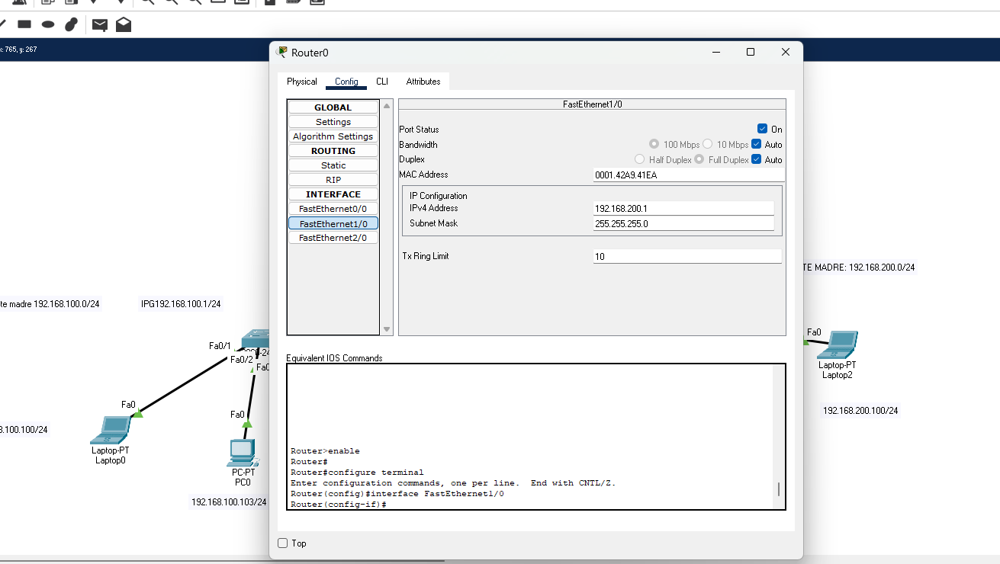 x: 765, y: 267
Router0
Physical Config CLI Attributes
GLOBAL
Settings
Algorithm Settings
ROUTING
Static
RIP
INTERFACE
FastEthernet0/0
FastEthernet1/0
FastEthernet2/0
FastEthernet1/0
Port Status On
Bandwidth 100 Mbps 10 Mbps Auto
Duplex Half Duplex Full Duplex Auto
MAC Address 0001.42A9.41EA
IP Configuration
IPv4 Address 192.168.200.1
Subnet Mask 255.255.255.0
Tx Ring Limit 10
Equivalent IOS Commands
Router>enable
Router#
Router#configure terminal
Enter configuration commands, one per line. End with CNTL/Z.
Router(config)#interface FastEthernet1/0
Router(config-if)#
Top
te madre 192.168.100.0/24
IPG192.168.100.1/24
Fa0/1
Fa0/2
Fa0
Fa0
Laptop-PT
Laptop0
8.100.100/24
Fa0
PC-PT
PC0
192.168.100.103/24
TE MADRE: 192.168.200.0/24
Fa0
Laptop-PT
Laptop2
192.168.200.100/24